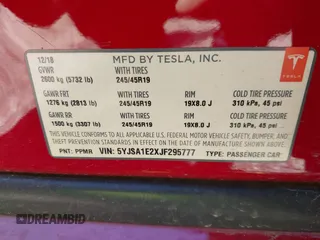 12/18 MFD BY TESLA, INC.
GVWR WITH TIRES
2600 kg (5732 lb) 245/45R19
GAWR FRT WITH TIRES RIM COLD TIRE PRESSURE
1276 kg (2813 lb) 245/45R19 19X8.0 J 310 kPa, 45 psi
GAWR RR WITH TIRES RIM COLD TIRE PRESSURE
1500 kg (3307 lb) 245/45R19 19X8.0 J 310 kPa, 45 psi
THIS VEHICLE CONFORMS TO ALL APPLICABLE U.S. FEDERAL MOTOR VEHICLE SAFETY, BUMPER, AND
THEFT PREVENTION STANDARDS IN EFFECT ON THE DATE OF MANUFACTURE SHOWN ABOVE.
PNT: PPMR VIN: 5YJSA1E2XJF295777 TYPE: PASSENGER CAR
TESLA
DREAMBID